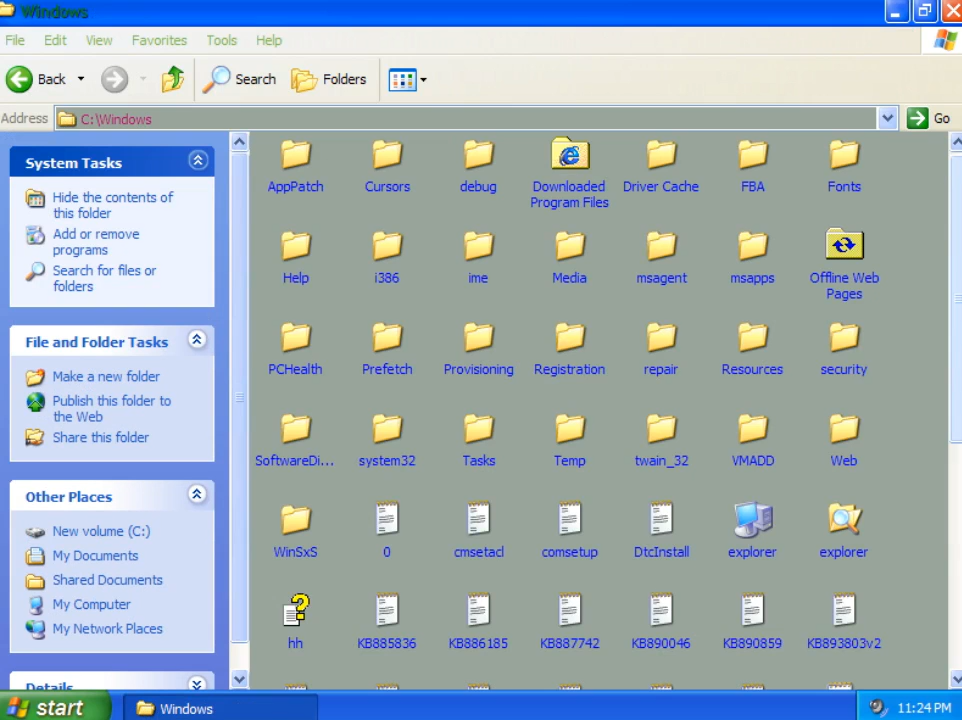 Windows
File Edit View Favorites Tools Help
Back Search Folders
Address C:\Windows Go
System Tasks
Hide the contents of
this folder
Add or remove
programs
Search for files or
folders
File and Folder Tasks
Make a new folder
Publish this folder to
the Web
Share this folder
Other Places
New volume (C:)
My Documents
Shared Documents
My Computer
My Network Places
Details
AppPatch Cursors debug Downloaded Program Files Driver Cache FBA Fonts
Help i386 ime Media msagent msapps Offline Web Pages
PCHealth Prefetch Provisioning Registration repair Resources security
SoftwareDi... system32 Tasks Temp twain_32 VMADD Web
WinSxS 0 cmsetacl comsetup DtcInstall explorer explorer
hh KB885836 KB886185 KB887742 KB890046 KB890859 KB893803v2
start Windows 11:24 PM